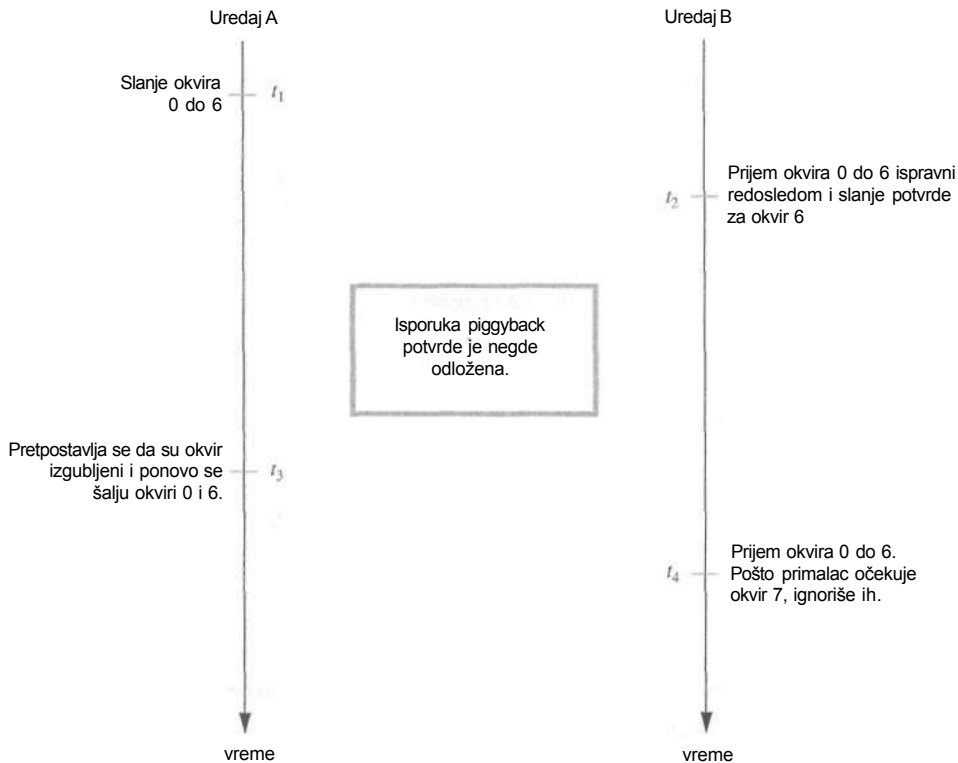 Uredaj A
Uredaj B
Slanje okvira
0 do 6
t1
Prijem okvira 0 do 6 ispravni
redosledom i slanje potvrde
za okvir 6
t2
Isporuka piggyback
potvrde je negde
odložena.
Pretpostavlja se da su okvir
izgubljeni i ponovo se
šalju okviri 0 i 6.
t3
Prijem okvira 0 do 6.
Pošto primalac očekuje
okvir 7, ignoriše ih.
t4
vreme
vreme